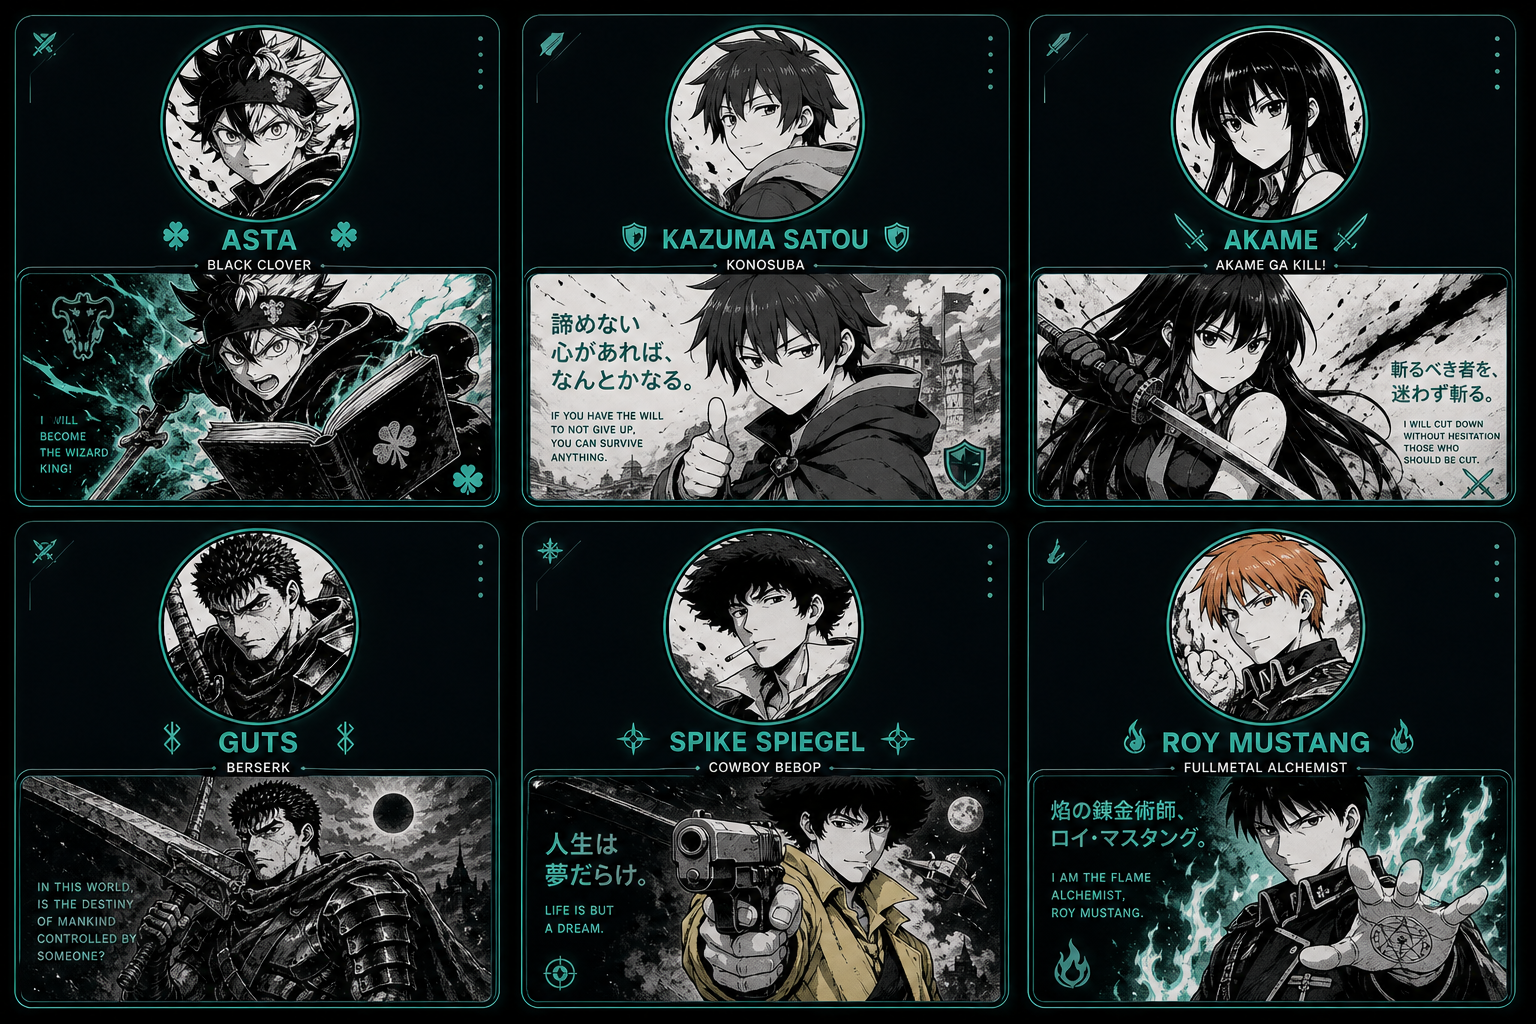 ASTA
BLACK CLOVER
I WILL
BECOME
THE WIZARD
KING!
KAZUMA SATOU
KONOSUBA
諦めない
心があれば、
なんとかなる。
IF YOU HAVE THE WILL
TO NOT GIVE UP,
YOU CAN SURVIVE
ANYTHING.
AKAME
AKAME GA KILL!
斬るべき者を、
迷わず斬る。
I WILL CUT DOWN
WITHOUT HESITATION
THOSE WHO
SHOULD BE CUT.
GUTS
BERSERK
IN THIS WORLD,
IS THE DESTINY
OF MANKIND
CONTROLLED BY
SOMEONE?
SPIKE SPIEGEL
COWBOY BEBOP
人生は
夢だらけ。
LIFE IS BUT
A DREAM.
ROY MUSTANG
FULLMETAL ALCHEMIST
焰の錬金術師、
ロイ・マスタング。
I AM THE FLAME
ALCHEMIST,
ROY MUSTANG.